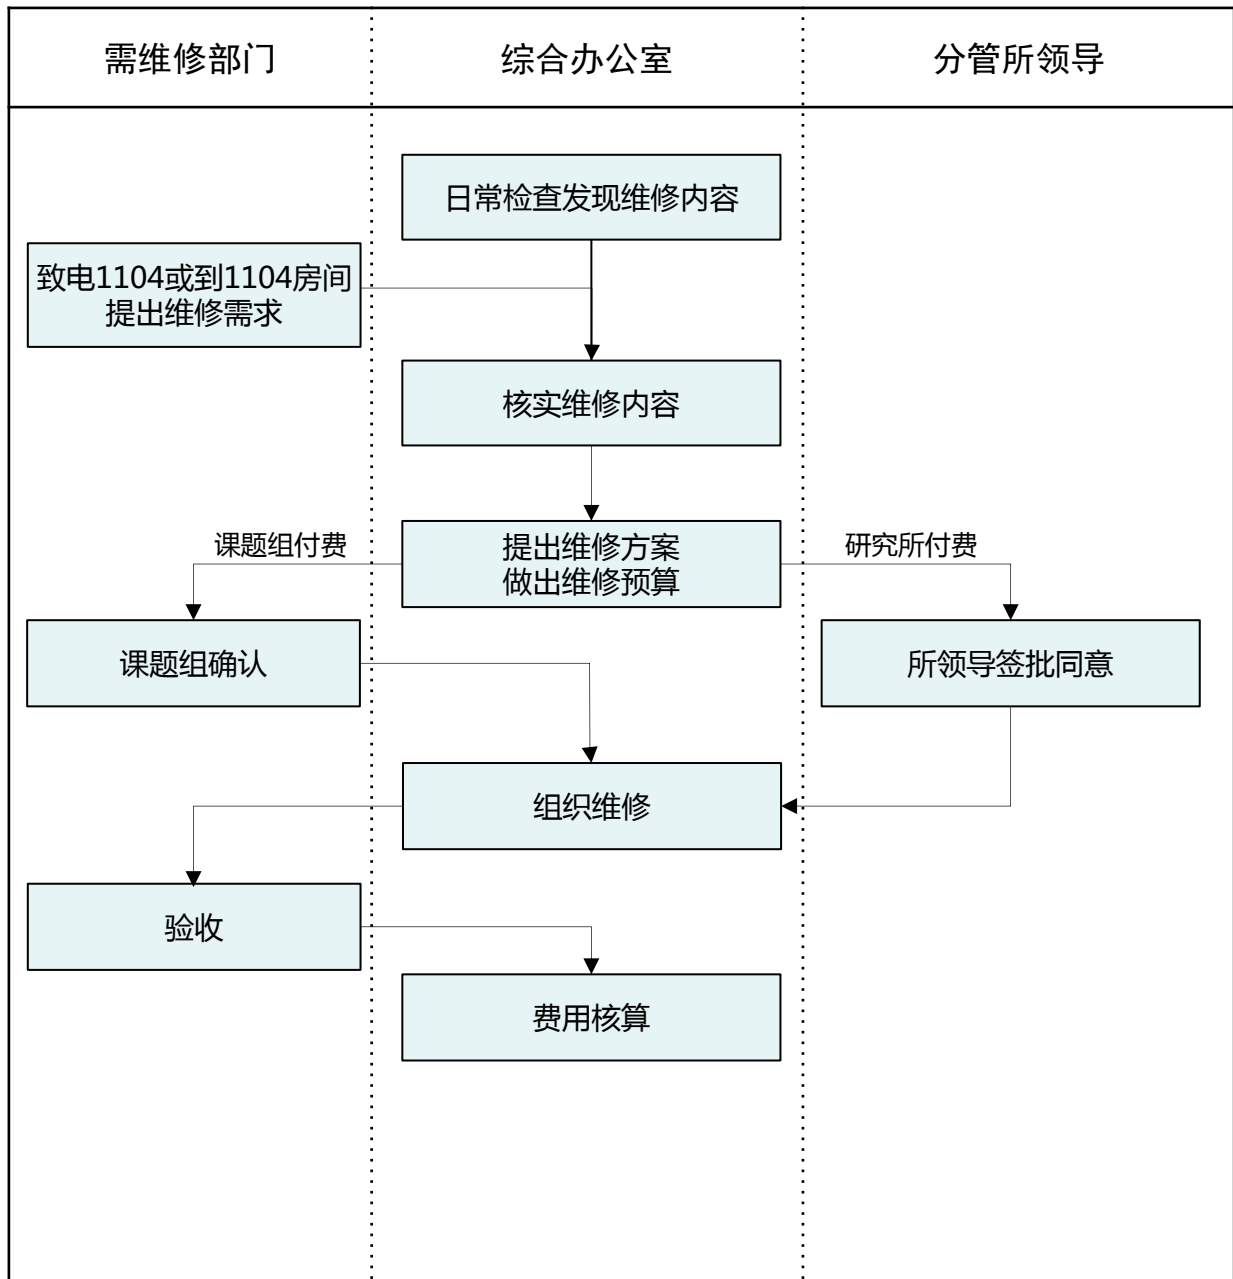 需维修部门
综合办公室
分管所领导
日常检查发现维修内容
致电1104或到1104房间
提出维修需求
核实维修内容
课题组付费
提出维修方案
做出维修预算
研究所付费
课题组确认
所领导签批同意
组织维修
验收
费用核算